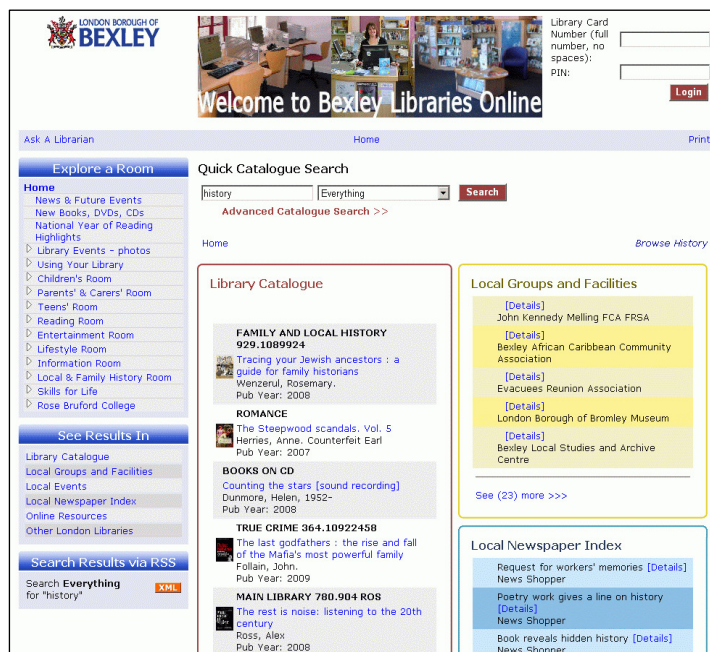 LONDON BOROUGH OF
BEXLEY
Welcome to Bexley Libraries Online
Library Card
Number (full
number, no
spaces):
PIN:
Login
Ask A Librarian
Home
Print
Explore a Room
Home
News & Future Events
New Books, DVDs, CDs
National Year of Reading
Highlights
Library Events - photos
Using Your Library
Children's Room
Parents' & Carers' Room
Teens' Room
Reading Room
Entertainment Room
Lifestyle Room
Information Room
Local & Family History Room
Skills for Life
Rose Bruford College
See Results In
Library Catalogue
Local Groups and Facilities
Local Events
Local Newspaper Index
Online Resources
Other London Libraries
Search Results via RSS
Search Everything
for "history"
XML
Quick Catalogue Search
history
Everything
Search
Advanced Catalogue Search >>
Home
Browse History
Library Catalogue
FAMILY AND LOCAL HISTORY
929.1089924
Tracing your Jewish ancestors : a
guide for family historians
Wenzerul, Rosemary.
Pub Year: 2008
ROMANCE
The Steepwood scandals. Vol. 5
Herries, Anne. Counterfeit Earl
Pub Year: 2007
BOOKS ON CD
Counting the stars [sound recording]
Dunmore, Helen, 1952-
Pub Year: 2008
TRUE CRIME 364.10922458
The last godfathers : the rise and fall
of the Mafia's most powerful family
Follain, John.
Pub Year: 2009
MAIN LIBRARY 780.904 ROS
The rest is noise: listening to the 20th
century
Ross, Alex
Pub Year: 2008
Local Groups and Facilities
[Details]
John Kennedy Melling FCA FRSA
[Details]
Bexley African Caribbean Community
Association
[Details]
Evacuees Reunion Association
[Details]
London Borough of Bromley Museum
[Details]
Bexley Local Studies and Archive
Centre
See (23) more >>>
Local Newspaper Index
Request for workers' memories [Details]
News Shopper
Poetry work gives a line on history
[Details]
News Shopper
Book reveals hidden history [Details]
News Shopper